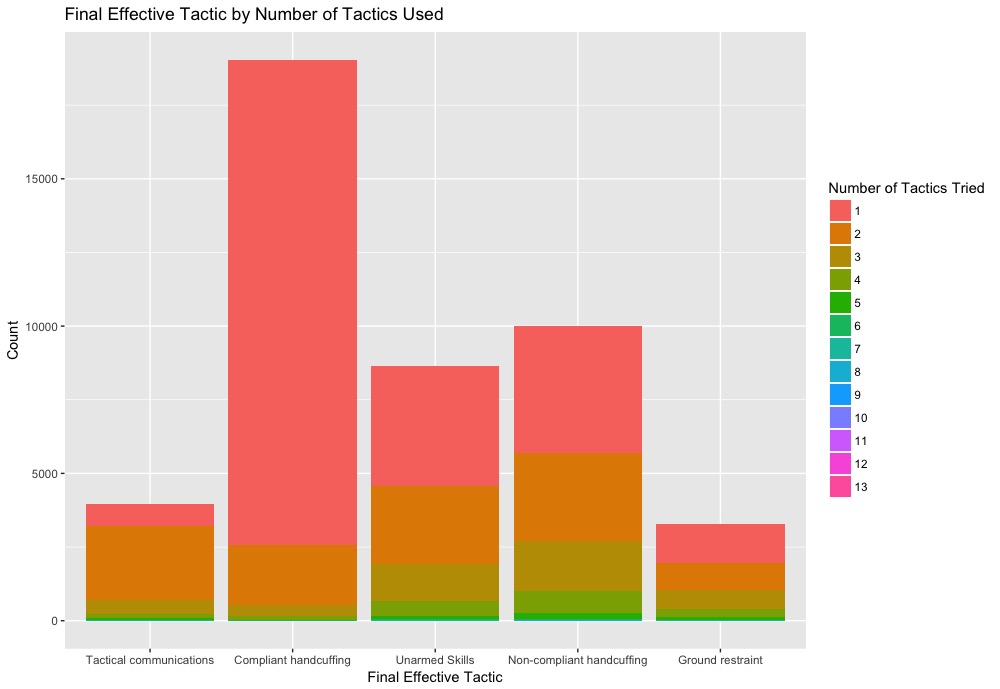 Final Effective Tactic by Number of Tactics Used
Count
15000
10000
5000
0
Tactical communications
Compliant handcuffing
Unarmed Skills
Non-compliant handcuffing
Ground restraint
Final Effective Tactic
Number of Tactics Tried
1
2
3
4
5
6
7
8
9
10
11
12
13